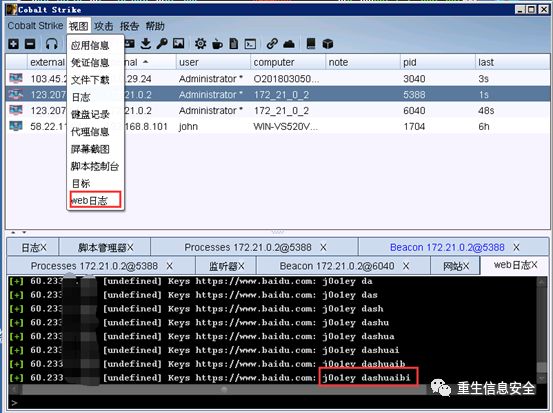 Cobalt Strike
Cobalt Strike 视图 攻击 报告 帮助
应用信息
凭证信息
文件下载
日志
键盘记录
代理信息
屏幕截图
脚本控制台
目标
web日志
external nal user computer note pid last
103.45.2 29.24 Administrator * O201803050... 3040 3s
123.207 21.0.2 Administrator * 172_21_0_2 5388 1s
123.207 21.0.2 Administrator * 172_21_0_2 6040 48s
58.22.11 168.8.101 john WIN-VS520V... 1704 6h
日志X 脚本管理器X Processes 172.21.0.2@5388 X Beacon 172.21.0.2@5388 X
Processes 172.21.0.2@5388 X 监听器X Beacon 172.21.0.2@6040 X 网站X web日志X
[+] 60.233 [undefined] Keys https://www.baidu.com: j0oley da
[+] 60.233 [undefined] Keys https://www.baidu.com: j0oley das
[+] 60.233 [undefined] Keys https://www.baidu.com: j0oley dash
[+] 60.233 [undefined] Keys https://www.baidu.com: j0oley dashu
[+] 60.233 [undefined] Keys https://www.baidu.com: j0oley dashua
[+] 60.233 [undefined] Keys https://www.baidu.com: j0oley dashuai
[+] 60.233 [undefined] Keys https://www.baidu.com: j0oley dashuaib
[+] 60.233 [undefined] Keys https://www.baidu.com: j0oley dashuaibi
>
重生信息安全